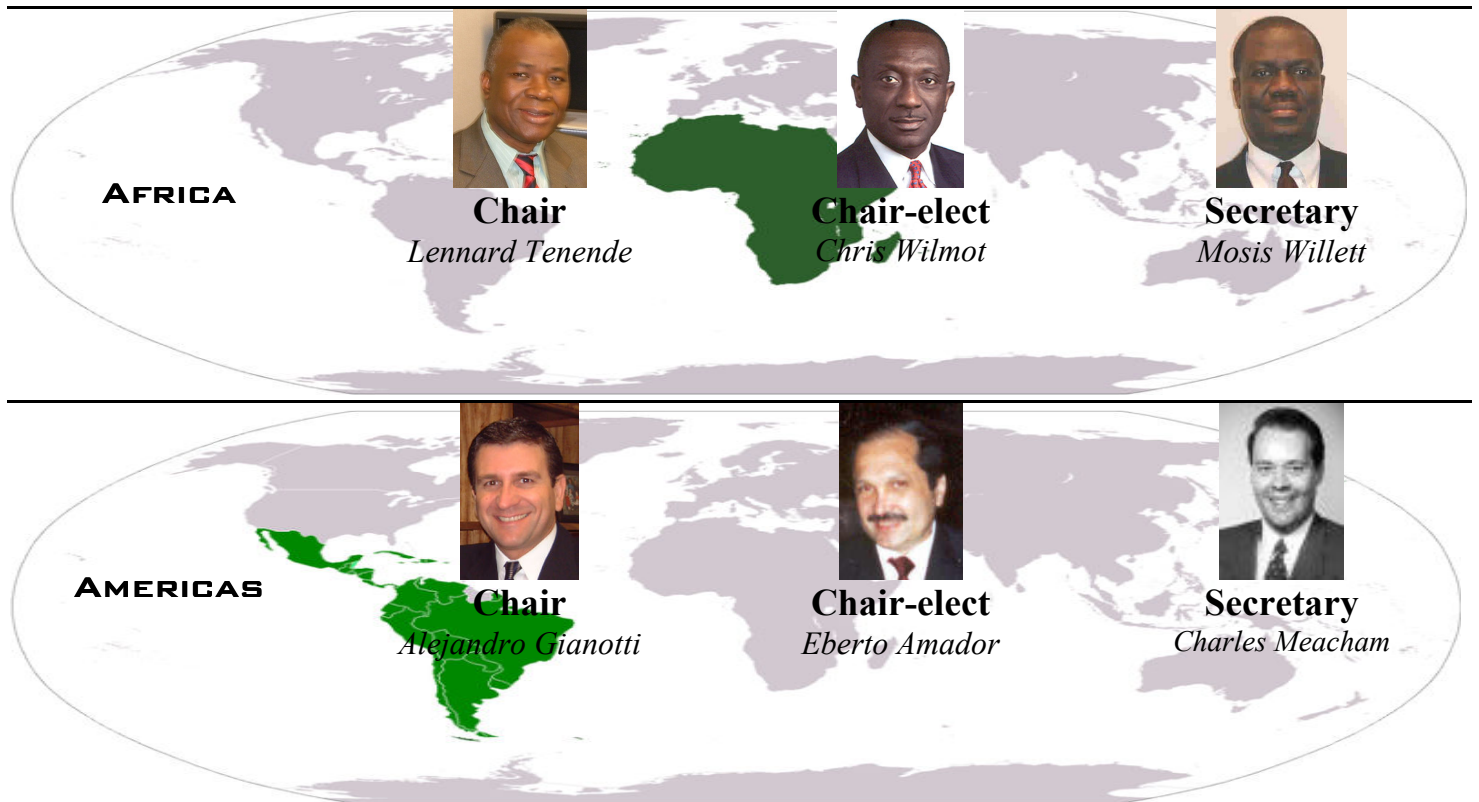 AFRICA
Chair
Lennard Tenende
Chair-elect
Chris Wilmot
Secretary
Mosis Willett
AMERICAS
Chair
Alejandro Gianotti
Chair-elect
Eberto Amador
Secretary
Charles Meacham